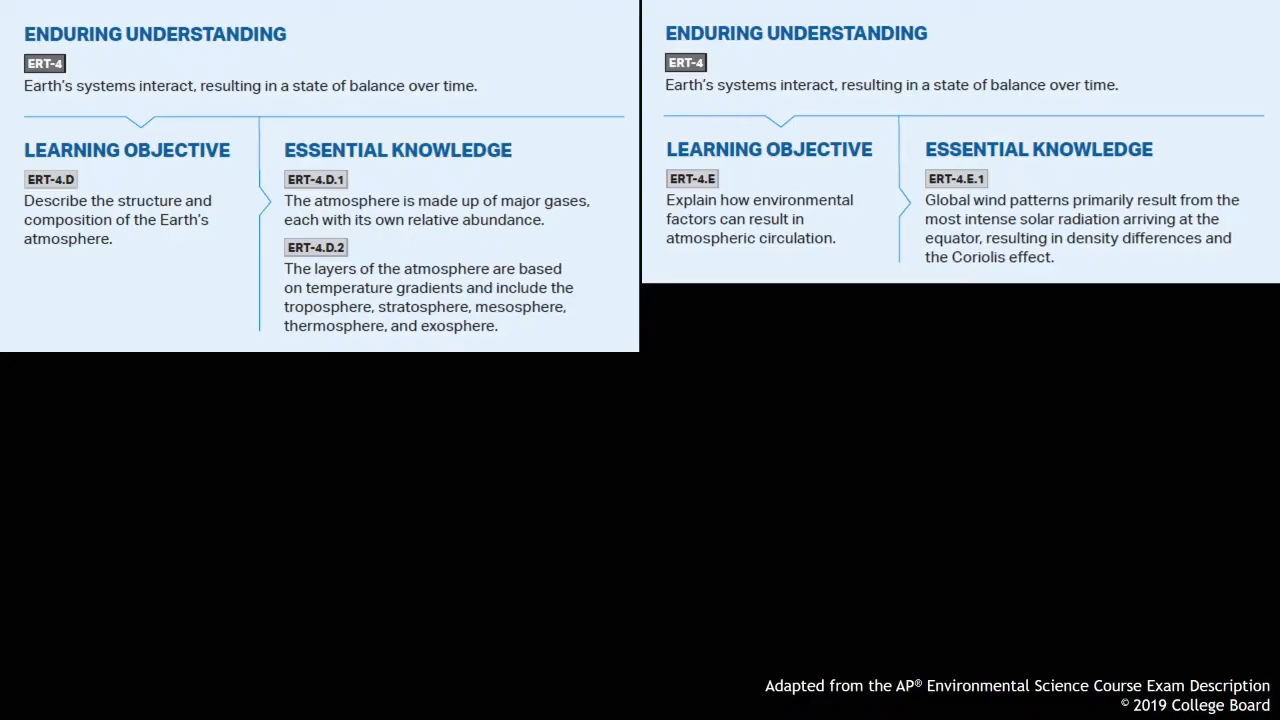 ENDURING UNDERSTANDING
ERT-4
Earth's systems interact, resulting in a state of balance over time.
LEARNING OBJECTIVE
ERT-4.D
Describe the structure and
composition of the Earth's
atmosphere.
ESSENTIAL KNOWLEDGE
ERT-4.D.1
The atmosphere is made up of major gases,
each with its own relative abundance.
ERT-4.D.2
The layers of the atmosphere are based
on temperature gradients and include the
troposphere, stratosphere, mesosphere,
thermosphere, and exosphere.
ENDURING UNDERSTANDING
ERT-4
Earth's systems interact, resulting in a state of balance over time.
LEARNING OBJECTIVE
ERT-4.E
Explain how environmental
factors can result in
atmospheric circulation.
ESSENTIAL KNOWLEDGE
ERT-4.E.1
Global wind patterns primarily result from the
most intense solar radiation arriving at the
equator, resulting in density differences and
the Coriolis effect.
Adapted from the AP® Environmental Science Course Exam Description
© 2019 College Board